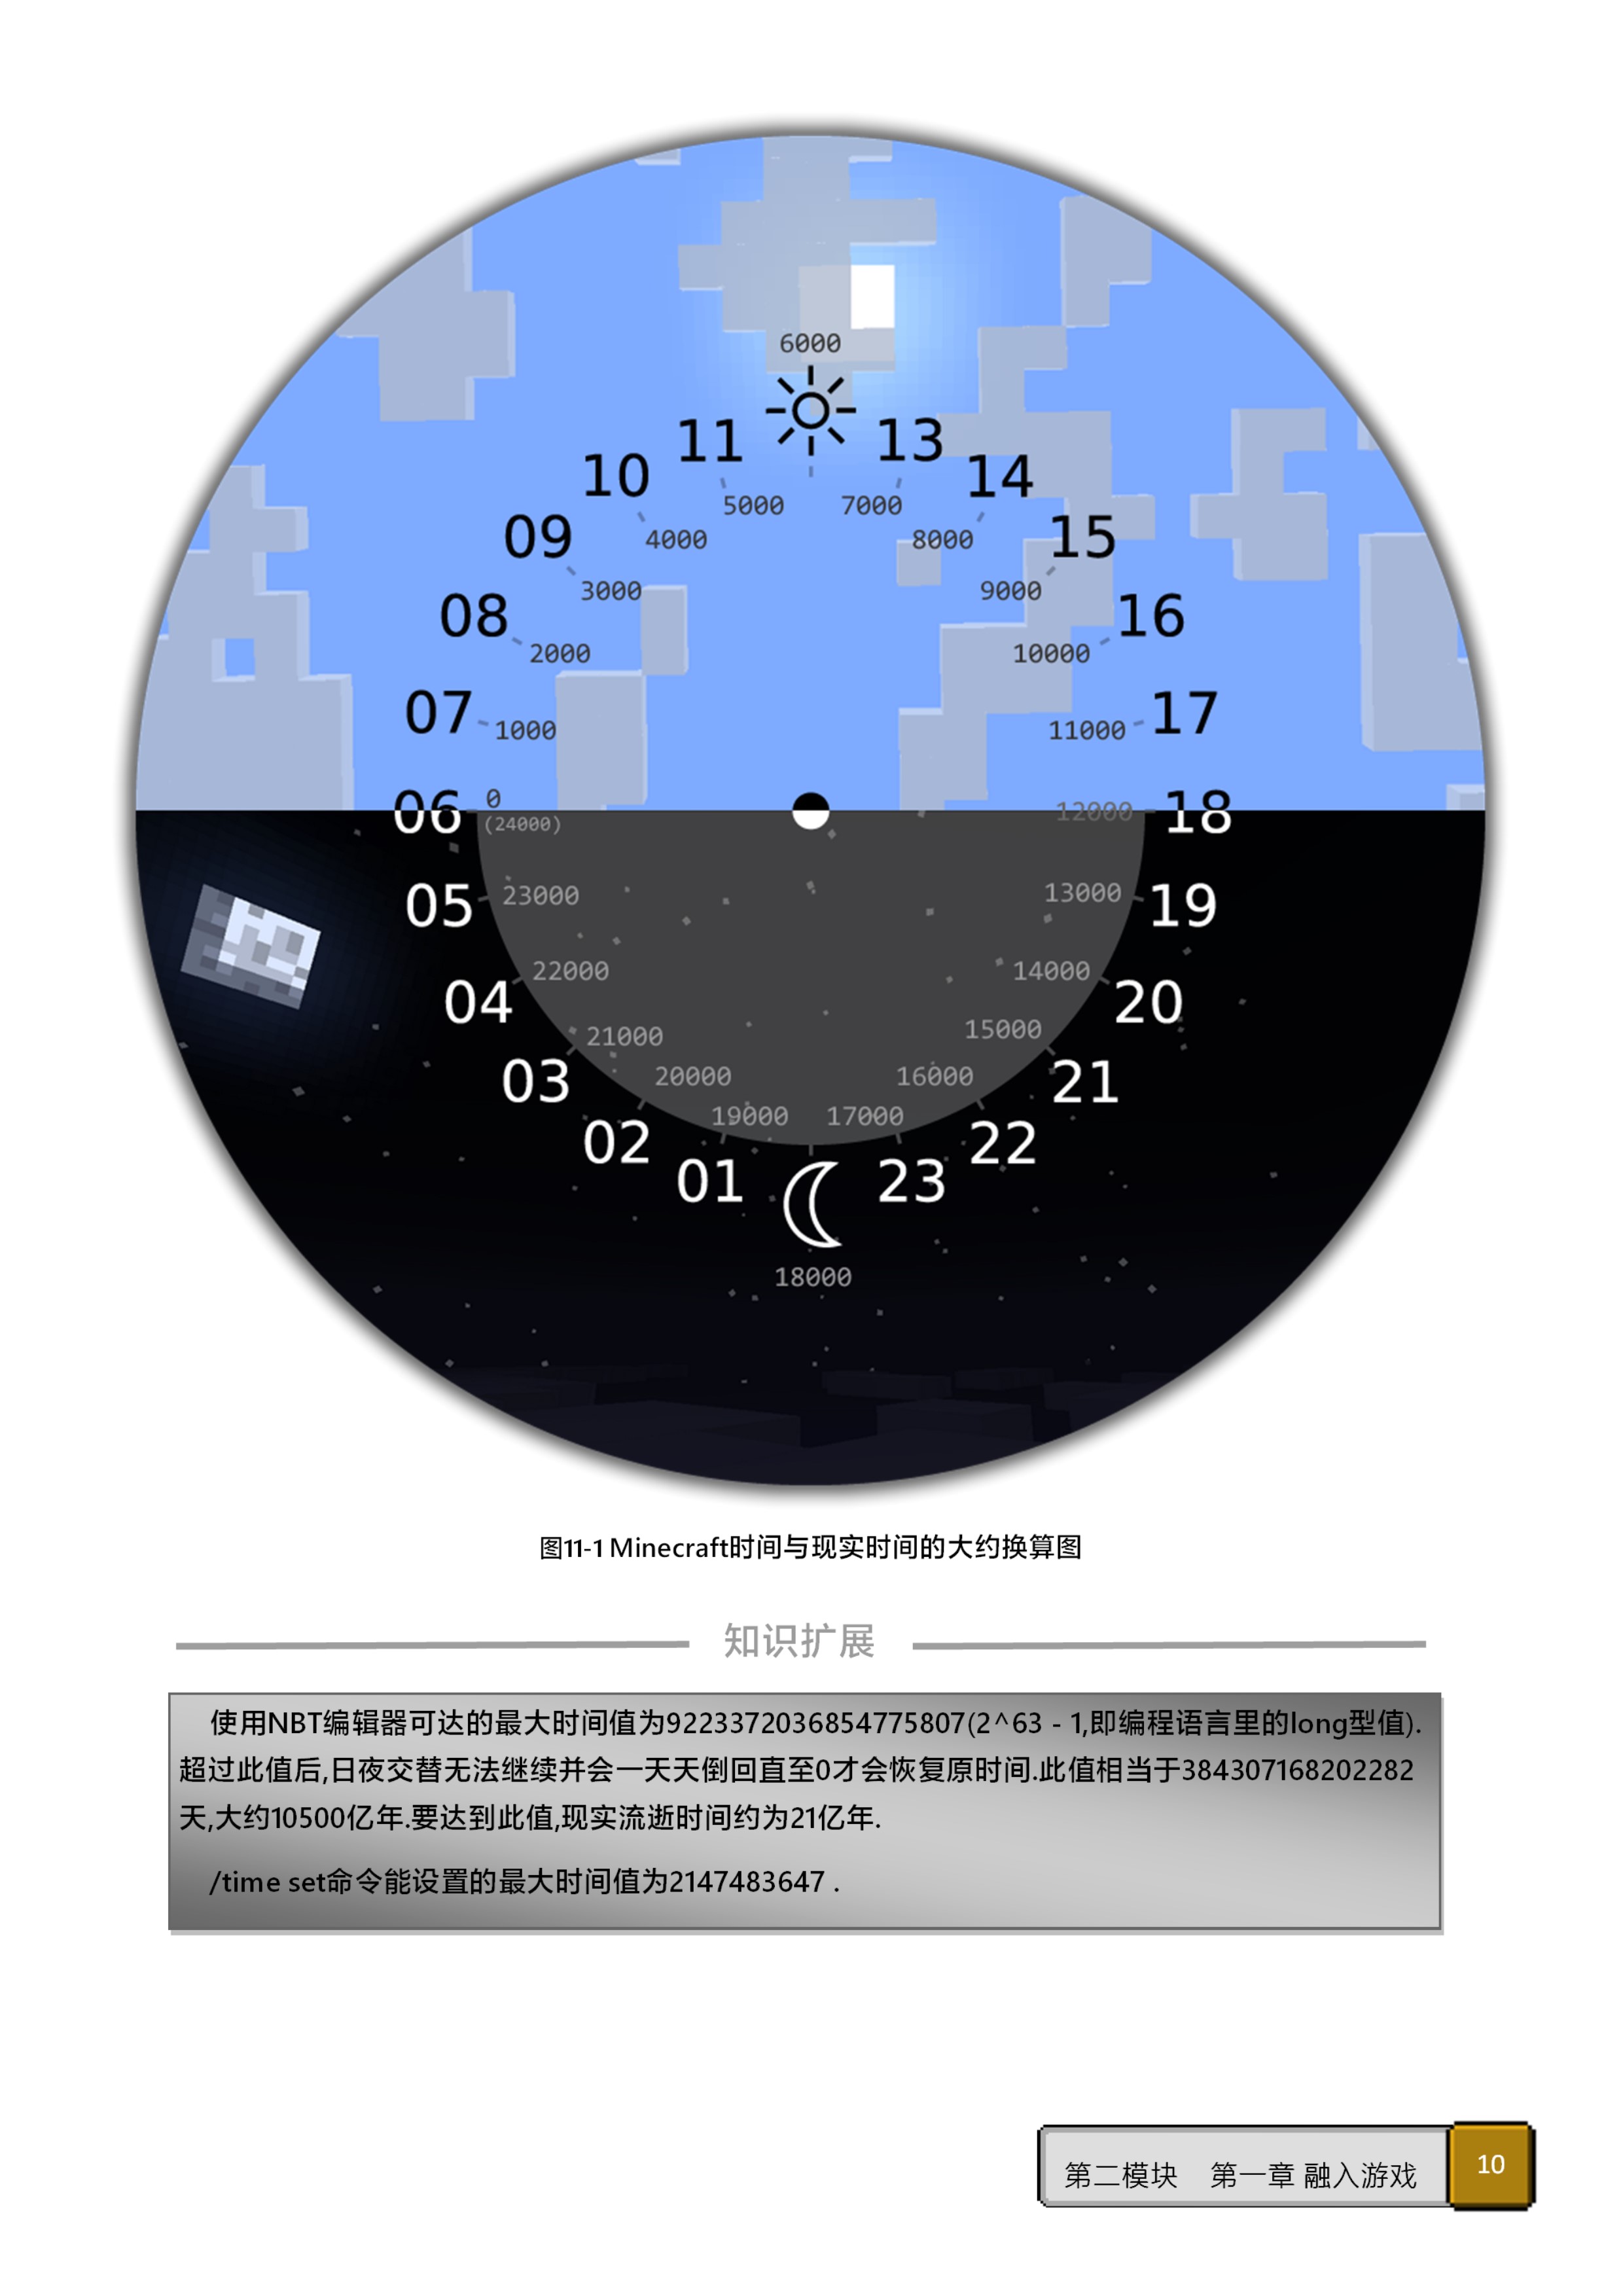 6000
11 13
10 14
5000 7000
09 4000 8000 15
3000 9000
08 16
2000 10000
07 17
1000 11000
06 0 12000 18
(24000)
05 23000 13000 19
22000 14000
04 20
21000 15000
03 20000 16000 21
19000 17000
02 22
01 23
18000
图11-1 Minecraft时间与现实时间的大约换算图
知识扩展
使用NBT编辑器可达的最大时间值为9223372036854775807(2^63 - 1,即编程语言里的long型值).
超过此值后,日夜交替无法继续并会一天天倒回直至0才会恢复原时间.此值相当于384307168202282
天,大约10500亿年.要达到此值,现实流逝时间约为21亿年.
/time set命令能设置的最大时间值为2147483647 .
第二模块 第一章 融入游戏 10